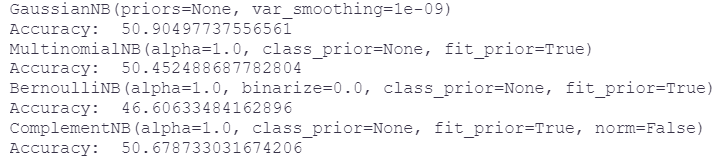 GaussianNB(priors=None, var_smoothing=1e-09)
Accuracy:  50.90497737556561
MultinomialNB(alpha=1.0, class_prior=None, fit_prior=True)
Accuracy:  50.452488687782804
BernoulliNB(alpha=1.0, binarize=0.0, class_prior=None, fit_prior=True)
Accuracy:  46.60633484162896
ComplementNB(alpha=1.0, class_prior=None, fit_prior=True, norm=False)
Accuracy:  50.678733031674206